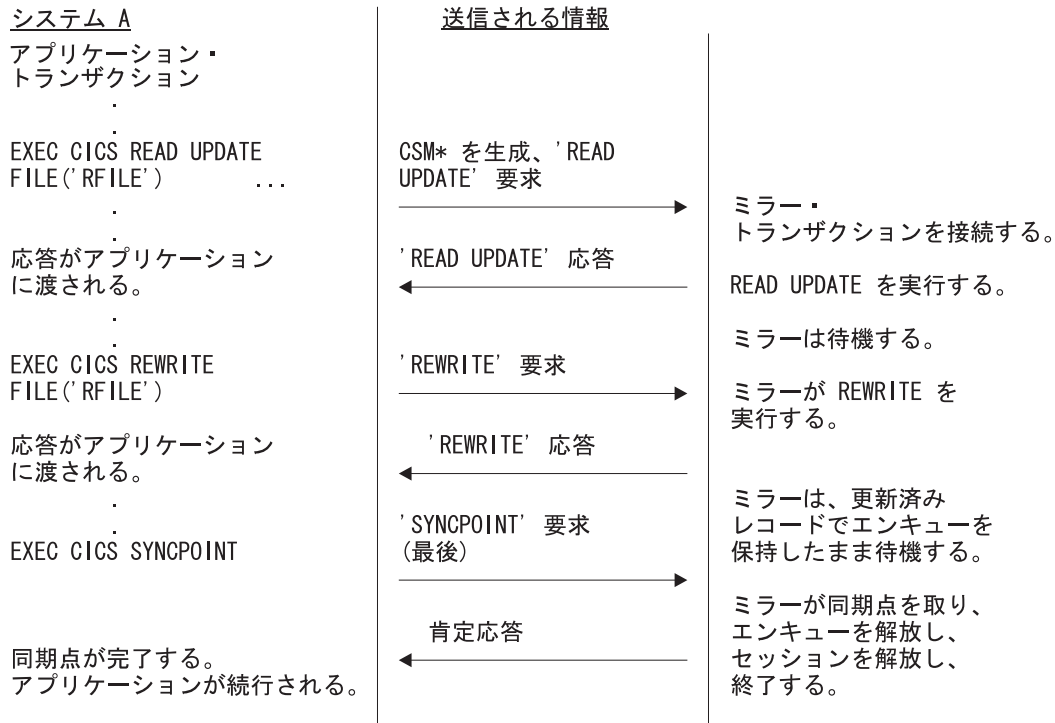 システム A
アプリケーション・
トランザクション
.
.
EXEC CICS READ UPDATE
FILE('RFILE') ...
.
.
応答がアプリケーション
に渡される。
.
.
EXEC CICS REWRITE
FILE('RFILE')
応答がアプリケーション
に渡される。
.
.
EXEC CICS SYNCPOINT
同期点が完了する。
アプリケーションが続行される。
送信される情報
CSM* を生成、'READ
UPDATE' 要求
'READ UPDATE' 応答
'REWRITE' 要求
'REWRITE' 応答
'SYNCPOINT' 要求
(最後)
肯定応答
ミラー・
トランザクションを接続する。
READ UPDATE を実行する。
ミラーは待機する。
ミラーが REWRITE を
実行する。
ミラーは、更新済み
レコードでエンキューを
保持したまま待機する。
ミラーが同期点を取り、
エンキューを解放し、
セッションを解放し、
終了する。